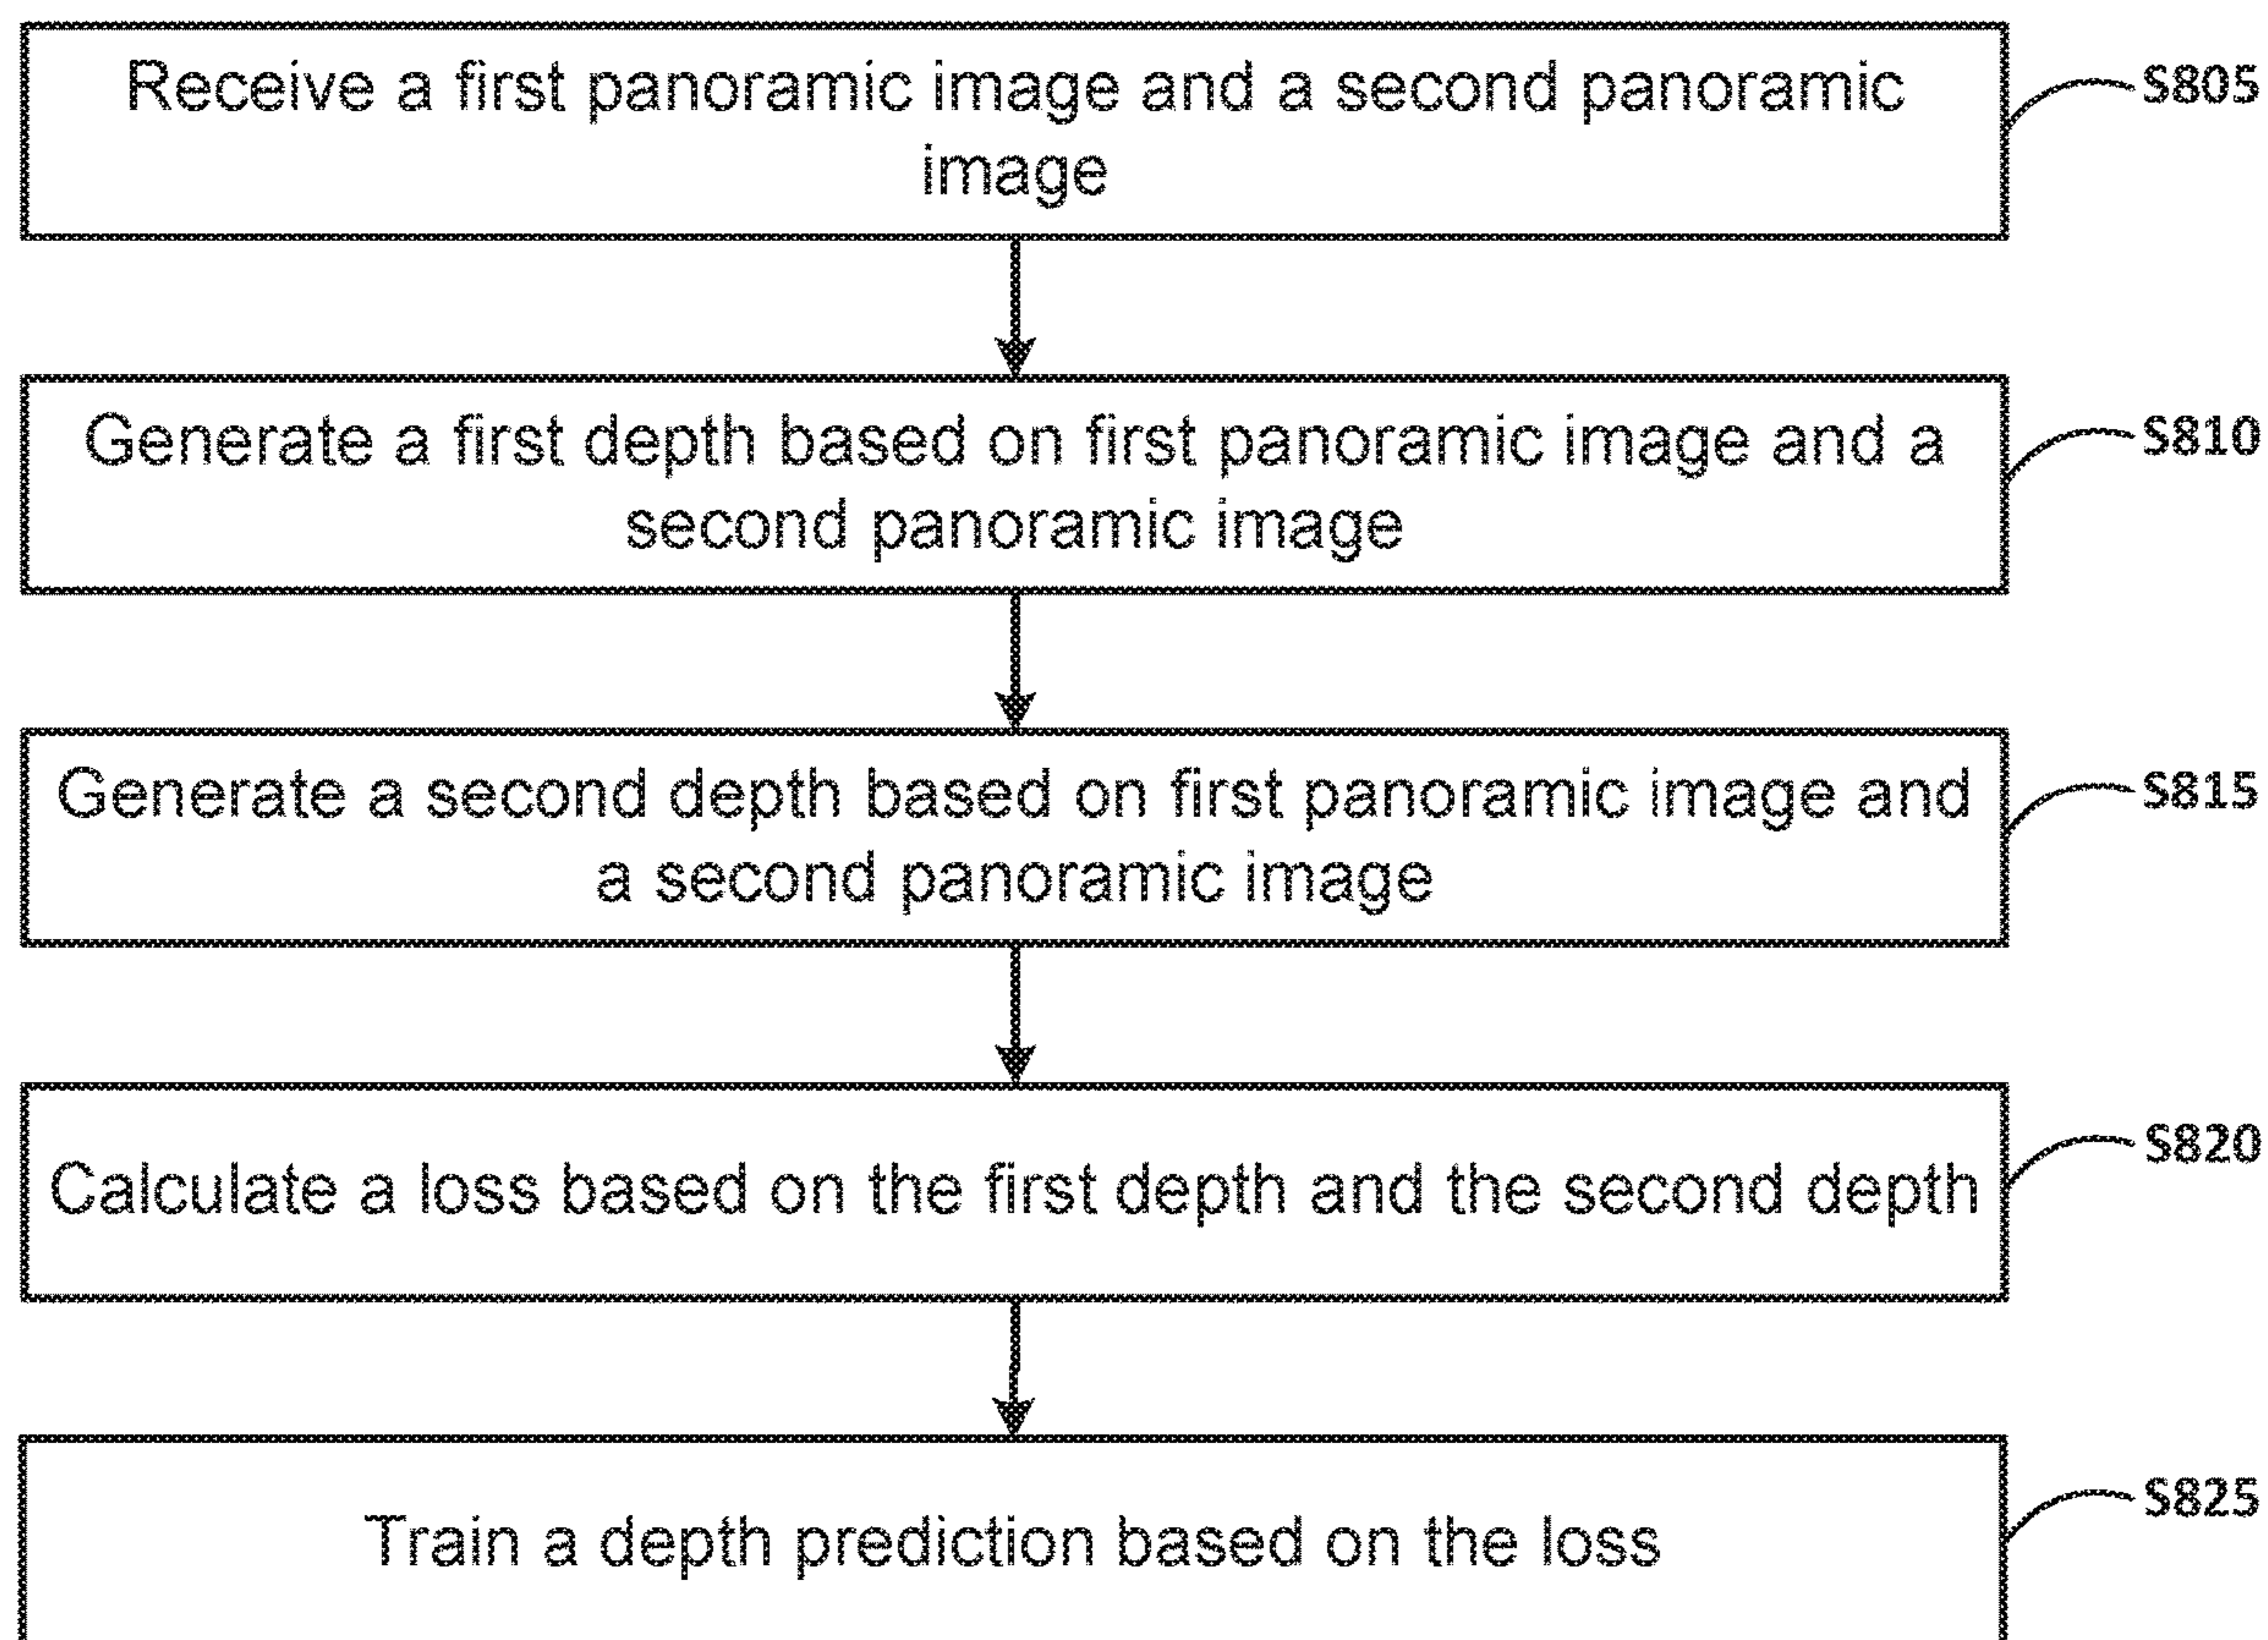 Receive a first panoramic image and a second panoramic
image
S805
Generate a first depth based on first panoramic image and a
second panoramic image
S810
Generate a second depth based on first panoramic image and
a second panoramic image
S815
Calculate a loss based on the first depth and the second depth
S820
Train a depth prediction based on the loss
S825